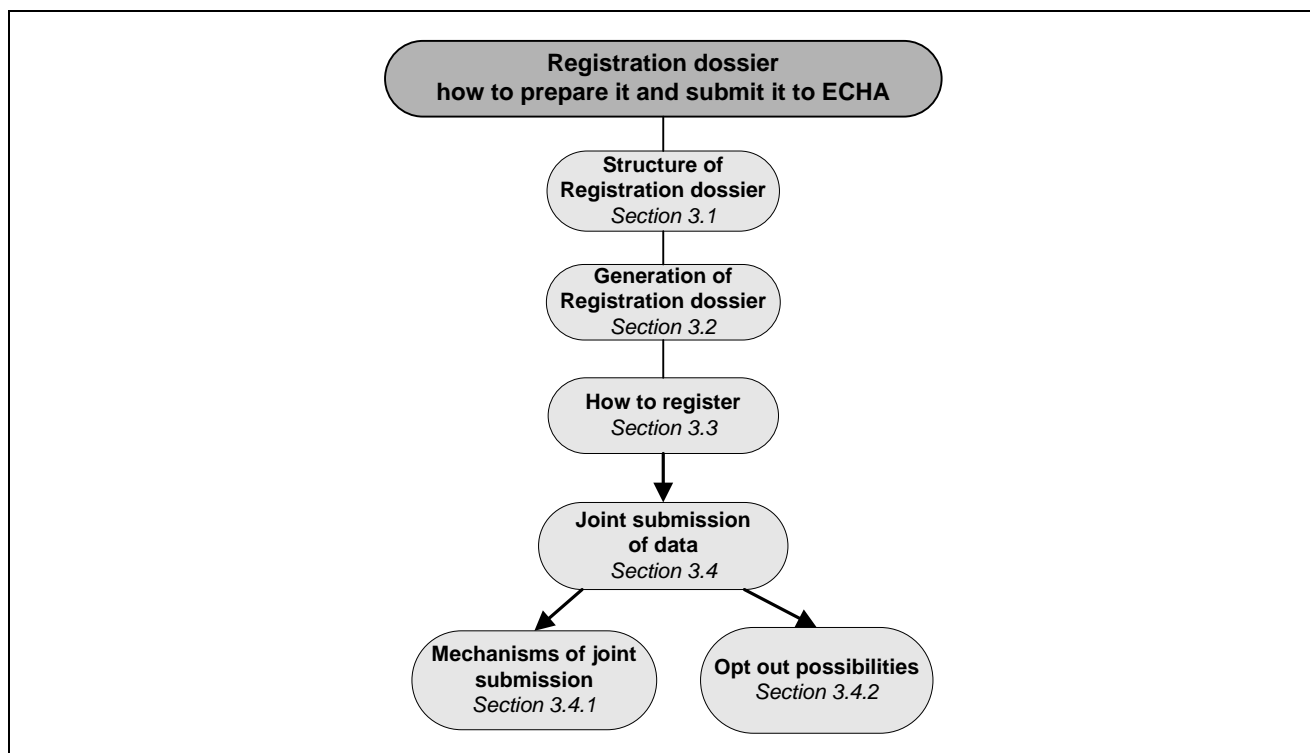 Registration dossier
how to prepare it and submit it to ECHA
Structure of
Registration dossier
Section 3.1
Generation of
Registration dossier
Section 3.2
How to register
Section 3.3
Joint submission
of data
Section 3.4
Mechanisms of joint
submission
Section 3.4.1
Opt out possibilities
Section 3.4.2